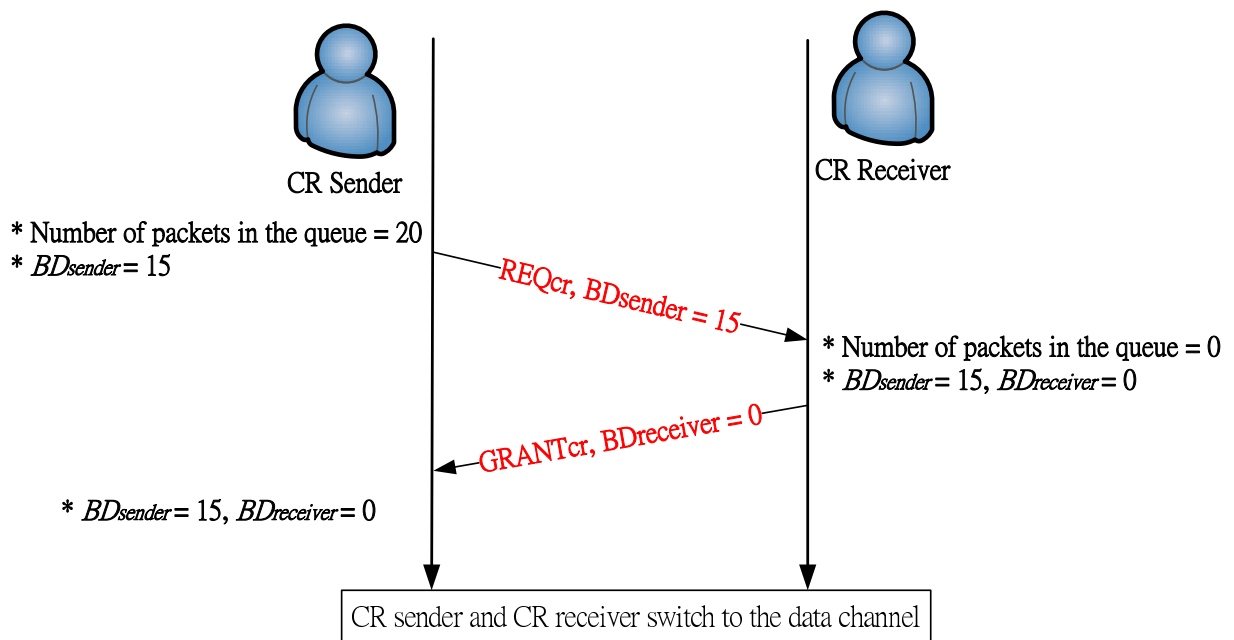 CR Sender
CR Receiver
* Number of packets in the queue = 20
* BDsender = 15
REQcr, BDsender = 15
* Number of packets in the queue = 0
* BDsender = 15, BDreceiver = 0
GRANTcr, BDreceiver = 0
* BDsender = 15, BDreceiver = 0
CR sender and CR receiver switch to the data channel